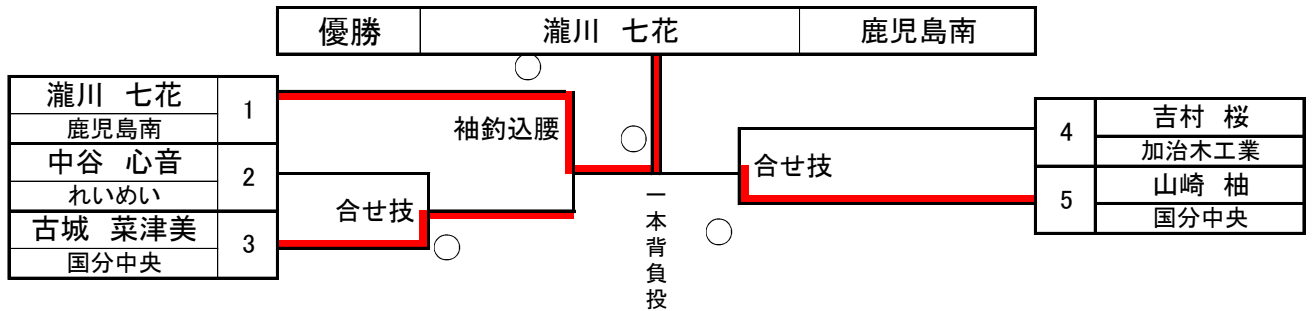 優勝 瀧川 七花 鹿児島南
瀧川 七花 1
鹿児島南
中谷 心音 2
れいめい
古城 菜津美 3
国分中央
袖釣込腰
合せ技
一本背負投
合せ技
4 吉村 桜
加治木工業
5 山崎 柚
国分中央